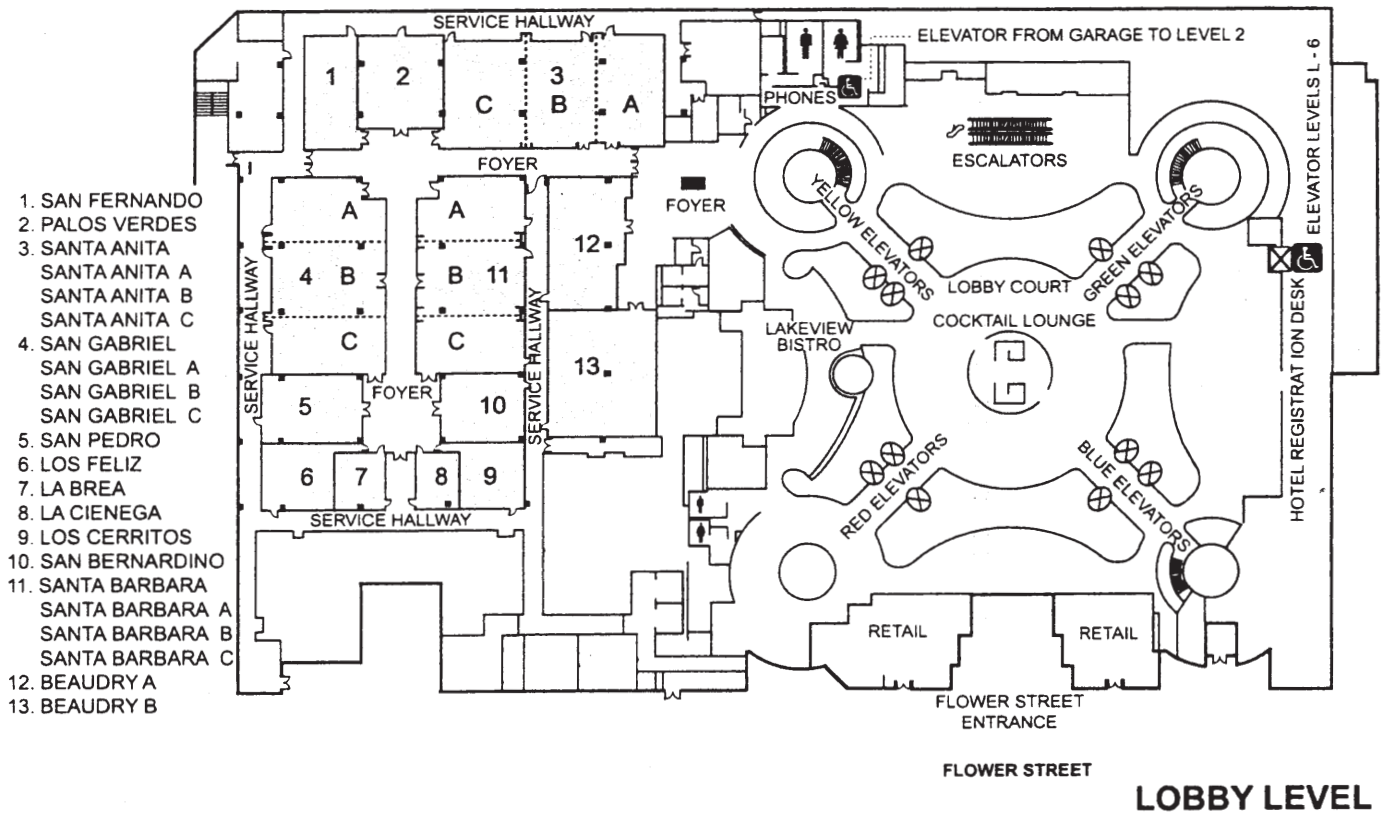 SERVICE HALLWAY
ELEVATOR FROM GARAGE TO LEVEL 2
1
2
3
C
B
A
PHONES
ESCALATORS
FOYER
FOYER
YELLOW ELEVATORS
GREEN ELEVATORS
ELEVATOR LEVELS L - 6
HOTEL REGISTRATION DESK
1. SAN FERNANDO
2. PALOS VERDES
3. SANTA ANITA
SANTA ANITA A
SANTA ANITA B
SANTA ANITA C
4. SAN GABRIEL
SAN GABRIEL A
SAN GABRIEL B
SAN GABRIEL C
5. SAN PEDRO
6. LOS FELIZ
7. LA BREA
8. LA CIENEGA
9. LOS CERRITOS
10. SAN BERNARDINO
11. SANTA BARBARA
SANTA BARBARA A
SANTA BARBARA B
SANTA BARBARA C
12. BEAUDRY A
13. BEAUDRY B
SERVICE HALLWAY
A
4 B
C
A
B 11
C
SERVICE HALLWAY
12
13
FOYER
5
10
6
7
8
9
SERVICE HALLWAY
LOBBY COURT
COCKTAIL LOUNGE
LAKEVIEW
BISTRO
RED ELEVATORS
BLUE ELEVATORS
RETAIL
RETAIL
FLOWER STREET
ENTRANCE
FLOWER STREET
LOBBY LEVEL